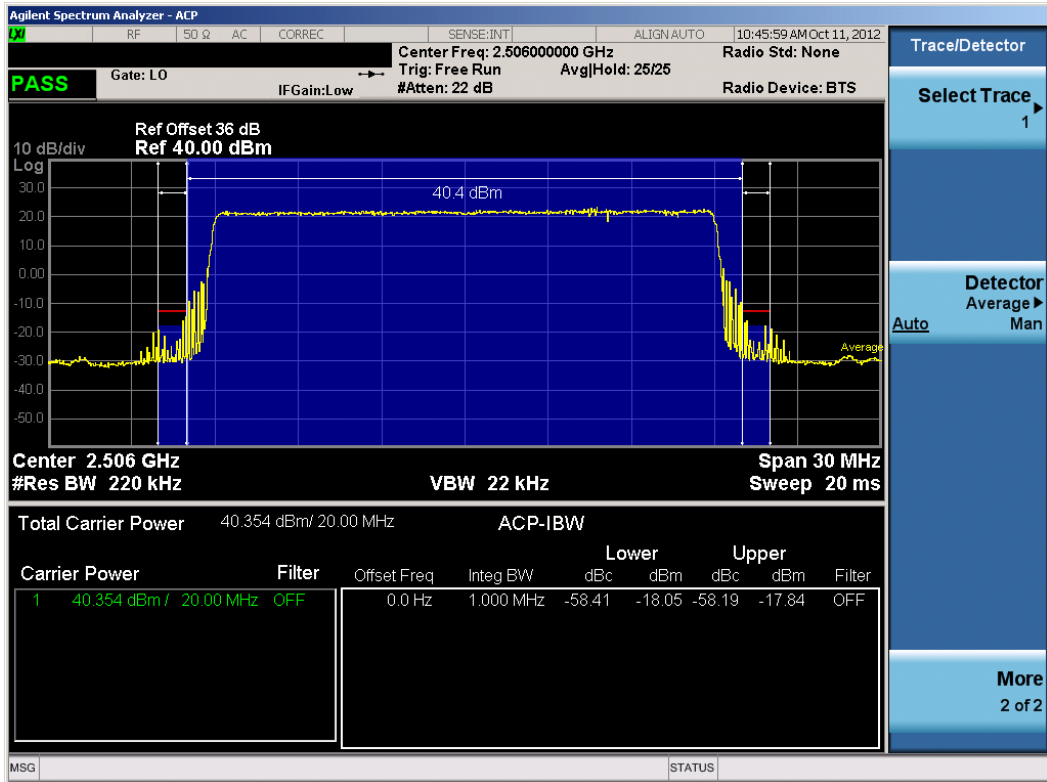 Agilent Spectrum Analyzer - ACP
LXI RF 50 Ω AC CORREC SENSE:INT ALIGN AUTO 10:45:59 AM Oct 11, 2012
Center Freq: 2.506000000 GHz Radio Std: None
PASS Gate: LO Trig: Free Run Avg|Hold: 25/25
IFGain:Low #Atten: 22 dB Radio Device: BTS
Ref Offset 36 dB
10 dB/div Ref 40.00 dBm
Log
30.0
40.4 dBm
20.0
10.0
0.00
-10.0
-20.0
Average
-30.0
-40.0
-50.0
Center 2.506 GHz Span 30 MHz
#Res BW 220 kHz VBW 22 kHz Sweep 20 ms
Total Carrier Power 40.354 dBm/ 20.00 MHz ACP-IBW
Lower Upper
Carrier Power Filter Offset Freq Integ BW dBc dBm dBc dBm Filter
1 40.354 dBm / 20.00 MHz OFF 0.0 Hz 1.000 MHz -58.41 -18.05 -58.19 -17.84 OFF
MSG STATUS
Trace/Detector
Select Trace
1
Detector
Average
Auto Man
More
2 of 2